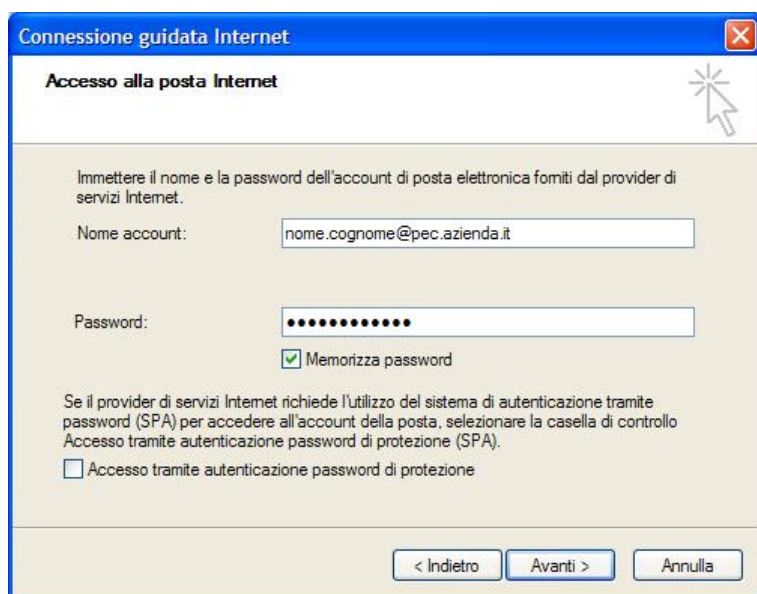 Connessione guidata Internet
Accesso alla posta Internet
Immettere il nome e la password dell'account di posta elettronica forniti dal provider di
servizi Internet.
Nome account: nome.cognome@pec.azienda.it
Password: ●●●●●●●●●●●●
Memorizza password
Se il provider di servizi Internet richiede l'utilizzo del sistema di autenticazione tramite
password (SPA) per accedere all'account della posta, selezionare la casella di controllo
Accesso tramite autenticazione password di protezione (SPA).
Accesso tramite autenticazione password di protezione
< Indietro Avanti > Annulla